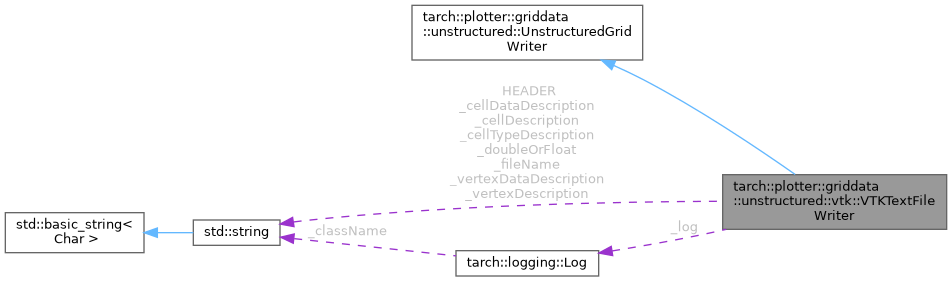 tarch::plotter::griddata
::unstructured::UnstructuredGrid
Writer
HEADER
_cellDataDescription
_cellDescription
_cellTypeDescription
_doubleOrFloat
_fileName
_vertexDataDescription
_vertexDescription
tarch::plotter::griddata
::unstructured::vtk::VTKTextFile
Writer
std::basic_string<
Char >
std::string
_className
_log
tarch::logging::Log